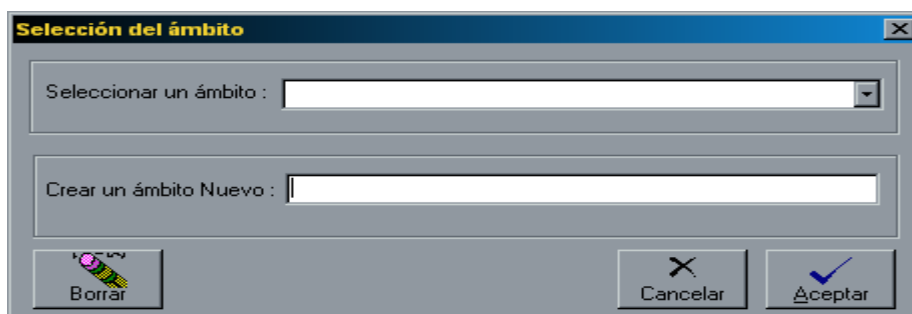 Selección del ámbito
Seleccionar un ámbito :
Crear un ámbito Nuevo :
Borrar
Cancelar
Aceptar